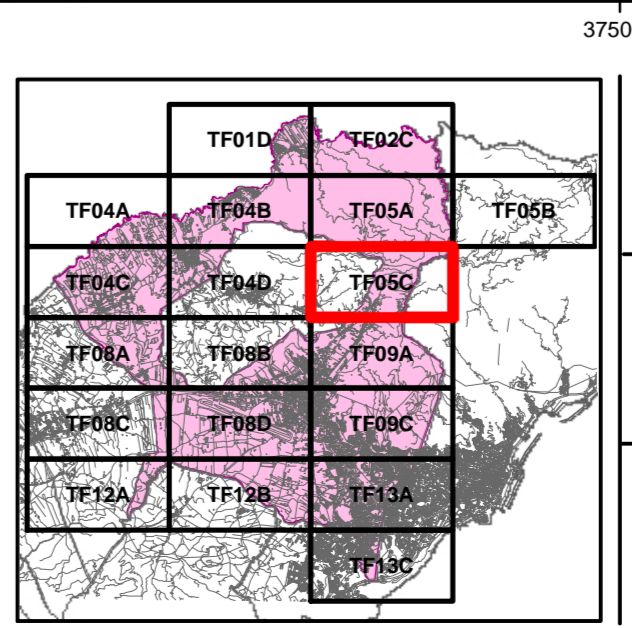 3750
TF01D TF02C
TF04A TF04B TF05A TF05B
TF04C TF04D TF05C
TF08A TF08B TF09A
TF08C TF08D TF09C
TF12A TF12B TF13A
TF13C